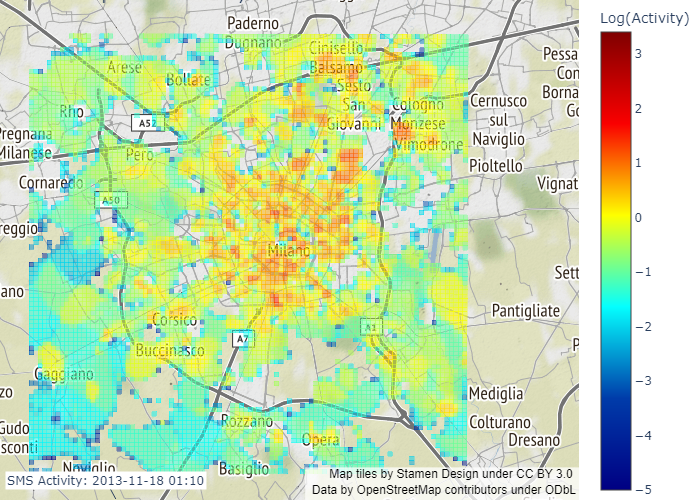 Paderno
Dugnano
Log(Activity)
Cinisello
Balsamo
Pessa
Con
Borna
Go
Arese
Bollate
Sesto
San
Giovanni
Cologno
Monzese
Cernusco
sul
Naviglio
Rho
A52
Pregnana
Milanese
Pero
Vimodrone
Pioltello
Cornaredo
Vignat
A50
reggio
Milano
Sett
ano
Pantigliate
Corsico
A7
A1
P
Buccinasco
Gaggiano
zo
Mediglia
Rozzano
Colturano
Gudo
sconti
Opera
Dresano
Noviglio
Basiglio
SMS Activity: 2013-11-18 01:10
Map tiles by Stamen Design under CC BY 3.0
Data by OpenStreetMap contributors under ODbL
3
2
1
0
−1
−2
−3
−4
−5